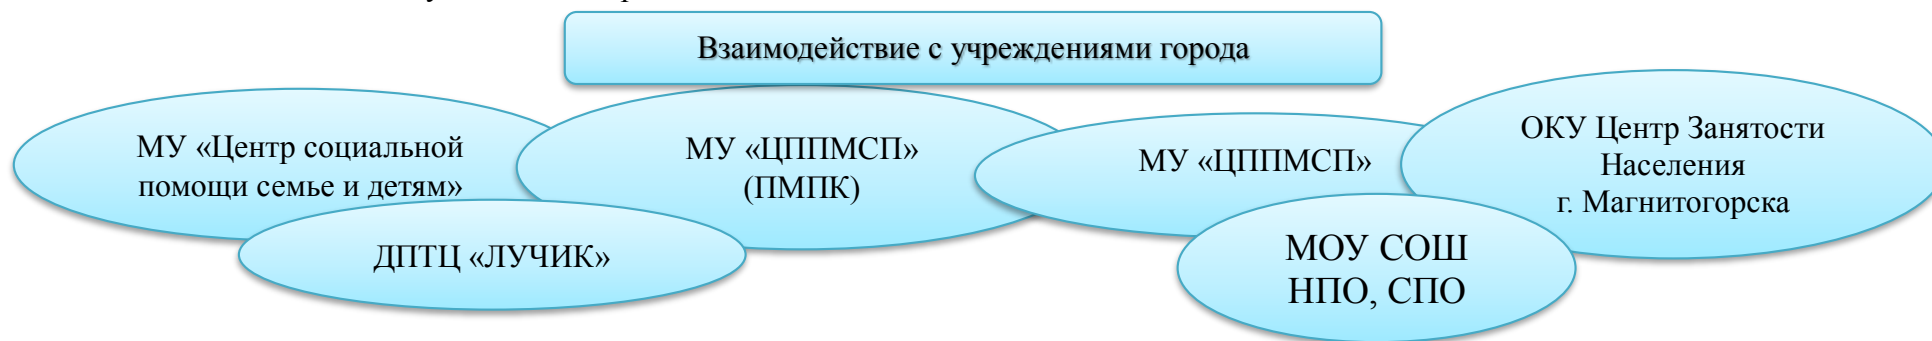 Взаимодействие с учреждениями города
МУ «Центр социальной
помощи семье и детям»
МУ «ЦППМСП»
(ПМПК)
МУ «ЦППМСП»
ОКУ Центр Занятости
Населения
г. Магнитогорска
ДПТЦ «ЛУЧИК»
МОУ СОШ
НПО, СПО